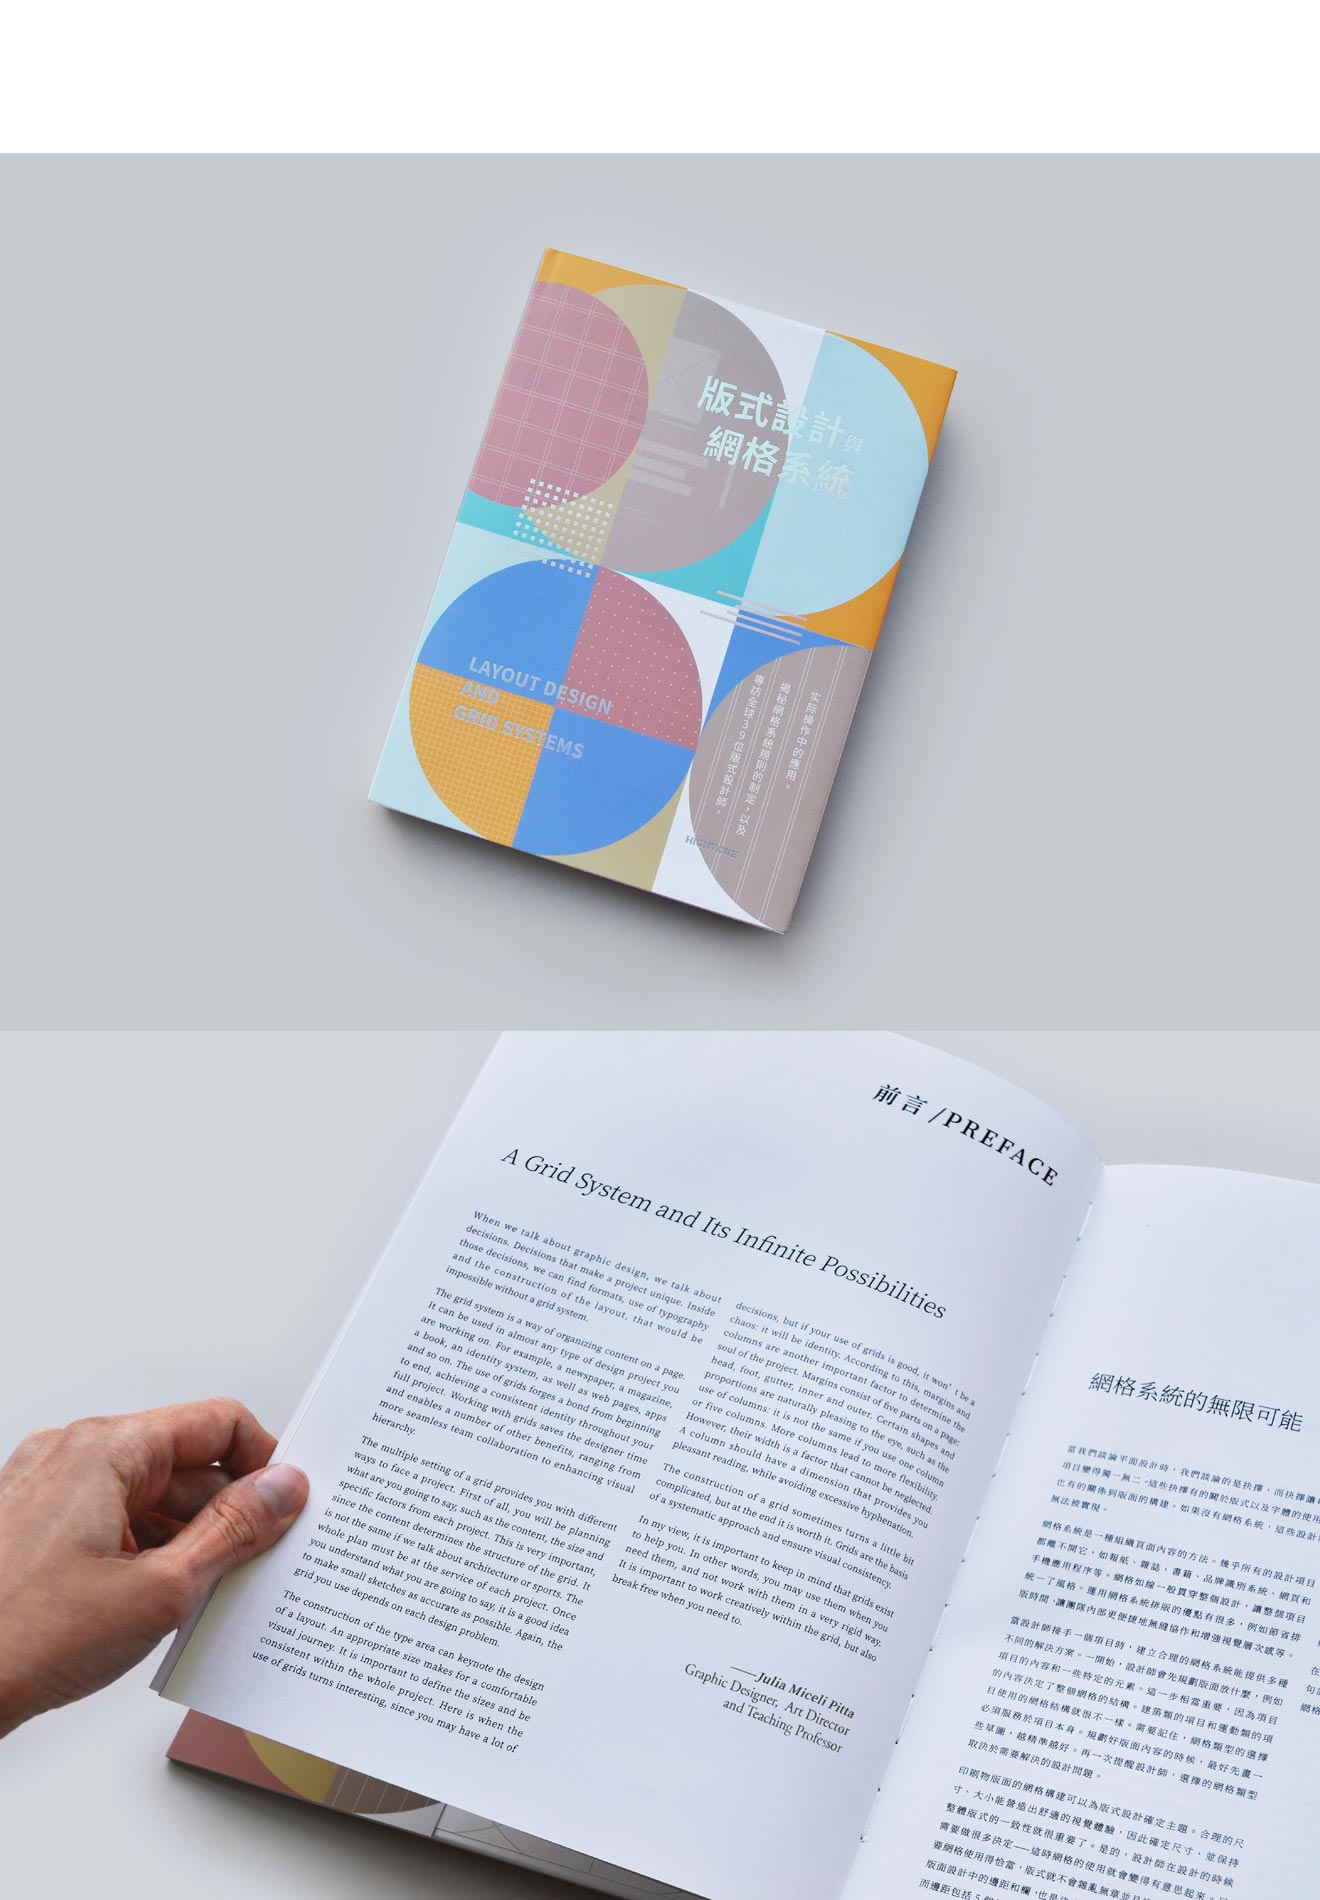 版式設計與
網格系統
LAYOUT DESIGN
AND
GRID SYSTEMS
專訪全球39位版式設計師，
揭秘網格系統規則的制定，以及
实际操作中的應用。
HIGHTONE
前言 /PREFACE
A Grid System and Its Infinite Possibilities
When we talk about graphic design, we talk about
decisions. Decisions that make a project unique. Inside
those decisions, we can find formats, use of typography
and the construction of the layout, that would be
impossible without a grid system.
The grid system is a way of organizing content on a page.
It can be used in almost any type of design project you
are working on. For example, a newspaper, a magazine,
a book, an identity system, as well as web pages, apps
and so on. The use of grids forges a bond from beginning
to end, achieving a consistent identity throughout your
full project. Working with grids saves the designer time
and enables a number of other benefits, ranging from
more seamless team collaboration to enhancing visual
hierarchy.
The multiple setting of a grid provides you with different
ways to face a project. First of all, you will be planning
what are you going to say, such as the content, the size and
specific factors from each project. This is very important,
since the content determines the structure of the grid. It
is not the same if we talk about architecture or sports. The
whole plan must be at the service of each project. Once
you understand what you are going to say, it is a good idea
to make small sketches as accurate as possible. Again, the
grid you use depends on each design problem.
The construction of the type area can keynote the design
of a layout. An appropriate size makes for a comfortable
visual journey. It is important to define the sizes and be
consistent within the whole project. Here is when the
use of grids turns interesting, since you may have a lot of
decisions, but if your use of grids is good, it won' t be a
chaos: it will be identity. According to this, margins and
columns are another important factor to determine the
soul of the project. Margins consist of five parts on a page:
head, foot, gutter, inner and outer. Certain shapes and
proportions are naturally pleasing to the eye, such as the
use of columns: it is not the same if you use one column
or five columns. More columns lead to more flexibility.
However, their width is a factor that cannot be neglected.
A column should have a dimension that provides you
pleasant reading, while avoiding excessive hyphenation.
The construction of a grid sometimes turns a little bit
complicated, but at the end it is worth it. Grids are the basis
of a systematic approach and ensure visual consistency.
In my view, it is important to keep in mind that grids exist
to help you. In other words, you may use them when you
need them, and not work with them in a very rigid way.
It is important to work creatively within the grid, but also
break free when you need to.
——Julia Miceli Pitta
Graphic Designer, Art Director
and Teaching Professor
網格系統的無限可能
當我們談論平面設計時，我們談論的是抉擇，而抉擇讓
項目變得獨一無二。這些抉擇有的關於版式以及字體的使用
也有的關係到版面的構建。如果沒有網格系統，這些設計
無法被實現。
網格系統是一種組織頁面內容的方法。幾乎所有的設計項目
都離不開它，如報紙、雜誌、書籍、品牌識別系統、網頁和
手機應用程序等。網格如線一般貫穿整個設計，讓整個項目
統一了風格。運用網格系統排版的優點有很多，例如節省排
版時間，讓團隊內部更便捷地無縫協作和增強視覺層次感等。
當設計師接手一個項目時，建立合理的網格系統能提供多種
不同的解決方案。一開始，設計師會先規劃版面放什麼，例如
項目的內容和一些特定的元素。這一步相當重要，因為項目
的內容決定了整個網格的結構。建築類的項目和運動類的項
目使用的網格結構就很不一樣。需要記住，網格類型的選擇
必須服務於項目本身。規劃好版面內容的時候，最好先畫一
些草圖，越精準越好。再一次提醒設計師，選擇的網格類型
取決於需要解決的設計問題。
印刷物版面的網格構建可以為版式設計確定主題。合理的尺
寸、大小能營造出舒適的視覺體驗，因此確定尺寸、並保持
整體版式的一致性就很重要了。是的，設計師在設計的時候
需要做很多決定——這時網格的使用就會變得有意思起來。
要網格使用得恰當，版式就不會雜亂無章並且
版面設計中的邊距和欄，也是
而邊距包括5個
在
句
網格